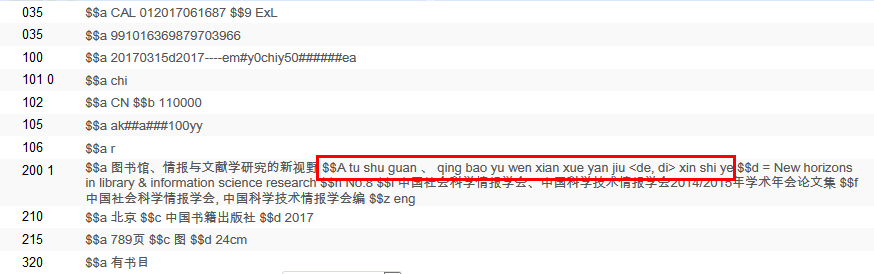 035 $$a CAL 012017061687 $$9 ExL
035 $$a 991016369879703966
100 $$a 20170315d2017----em#y0chiy50######ea
101 0 $$a chi
102 $$a CN $$b 110000
105 $$a ak##a###100yy
106 $$a r
200 1 $$a 图书馆、情报与文献学研究的新视野 $$A tu shu guan 、 qing bao yu wen xian xue yan jiu <de, di> xin shi ye $$d = New horizons
in library & information science research $$h No.8 $$i 中国社会科学情报学会、中国科学技术情报学会2014/2015年学术年会论文集 $$f
中国社会科学情报学会, 中国科学技术情报学会编 $$z eng
210 $$a 北京 $$c 中国书籍出版社 $$d 2017
215 $$a 789页 $$c 图 $$d 24cm
320 $$a 有书目